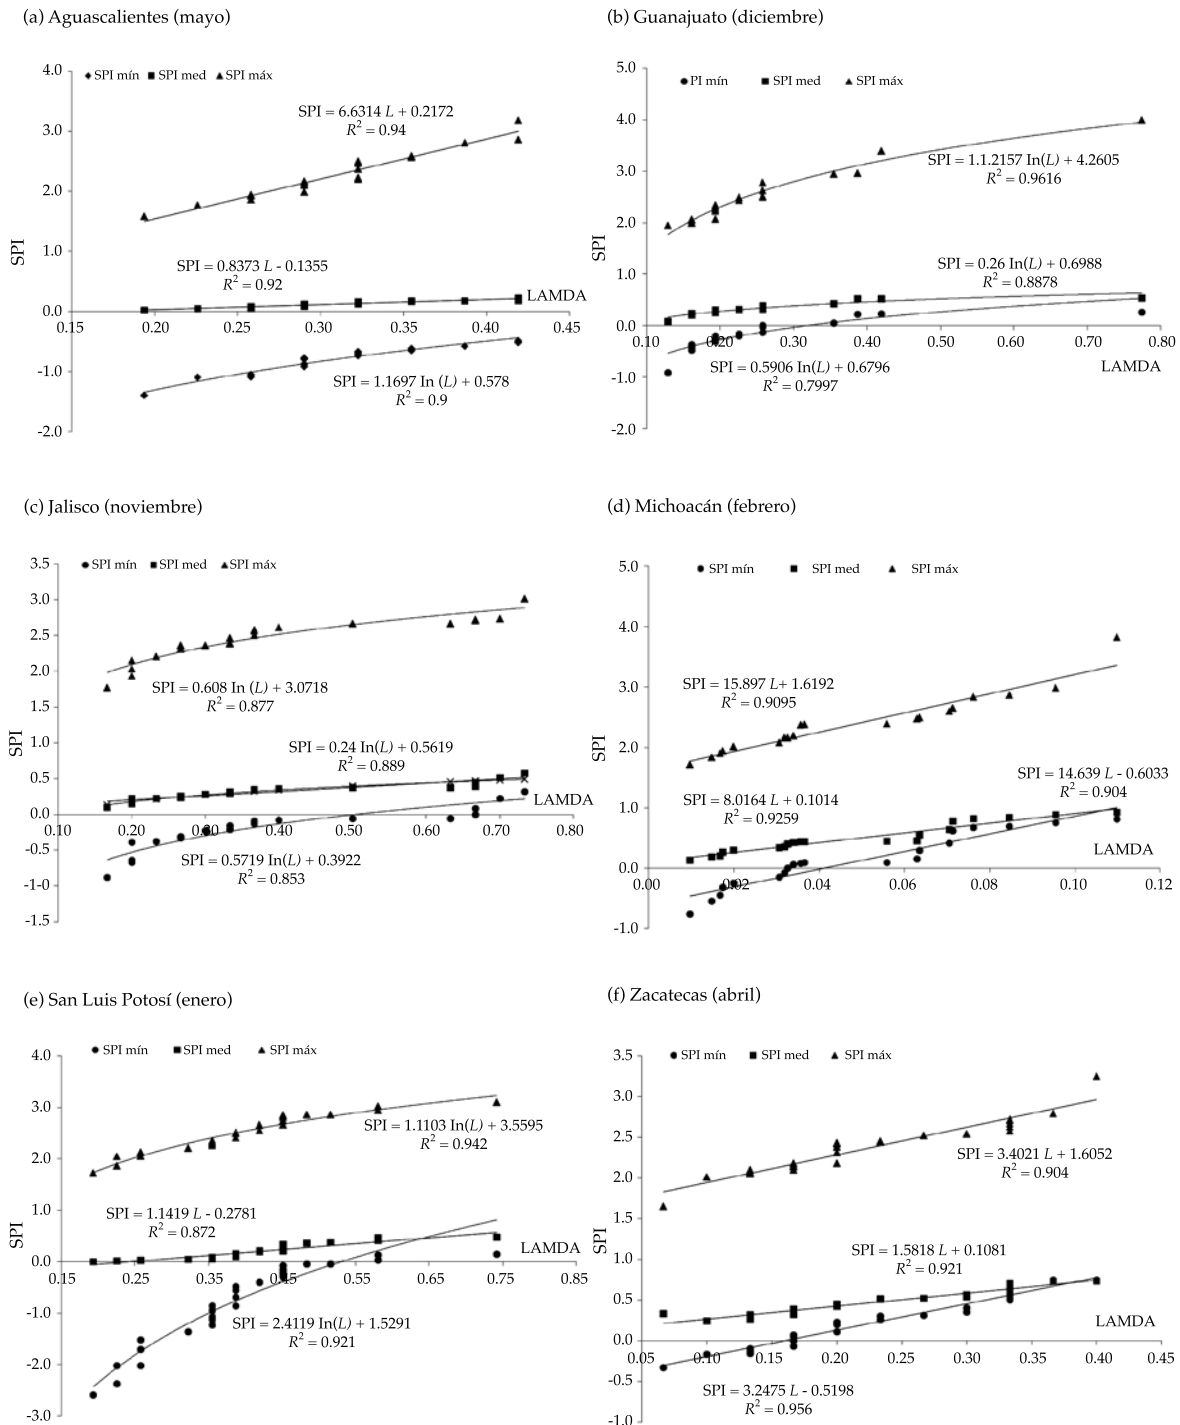 (a) Aguascalientes (mayo)
4.0
3.0
2.0
1.0
0.0
-1.0
-2.0
SPI
SPI mín SPI med SPI máx
SPI = 6.6314 L + 0.2172
R² = 0.94
SPI = 0.8373 L - 0.1355
R² = 0.92
LAMDA
0.15 0.20 0.25 0.30 0.35 0.40 0.45
SPI = 1.1697 In (L) + 0.578
R² = 0.9
(b) Guanajuato (diciembre)
5.0
4.0
3.0
2.0
1.0
0.0
-1.0
-2.0
SPI
PI mín SPI med SPI máx
SPI = 1.1.2157 In(L) + 4.2605
R² = 0.9616
SPI = 0.26 In(L) + 0.6988
R² = 0.8878
0.10 0.20 0.30 0.40 0.50 0.60 0.70 0.80
SPI = 0.5906 In(L) + 0.6796
R² = 0.7997
LAMDA
(c) Jalisco (noviembre)
3.5
3.0
2.5
2.0
1.5
1.0
0.5
0.0
-0.5
-1.0
-1.5
SPI
SPI mín SPI med SPI máx
SPI = 0.608 In (L) + 3.0718
R² = 0.877
SPI = 0.24 In(L) + 0.5619
R² = 0.889
LAMDA
0.10 0.20 0.30 0.40 0.50 0.60 0.70 0.80
SPI = 0.5719 In(L) + 0.3922
R² = 0.853
(d) Michoacán (febrero)
5.0
4.0
3.0
2.0
1.0
0.0
-1.0
SPI
SPI mín SPI med SPI máx
SPI = 15.897 L+ 1.6192
R² = 0.9095
SPI = 14.639 L - 0.6033
R² = 0.904
SPI = 8.0164 L + 0.1014
R² = 0.9259
LAMDA
0.00 0.02 0.04 0.06 0.08 0.10 0.12
(e) San Luis Potosí (enero)
4.0
3.0
2.0
1.0
0.0
-1.0
-2.0
-3.0
SPI
SPI mín SPI med SPI máx
SPI = 1.1103 In(L) + 3.5595
R² = 0.942
SPI = 1.1419 L - 0.2781
R² = 0.872
LAMDA
0.15 0.25 0.35 0.45 0.55 0.65 0.75 0.85
SPI = 2.4119 In(L) + 1.5291
R² = 0.921
(f) Zacatecas (abril)
3.5
3.0
2.5
2.0
1.5
1.0
0.5
0.0
-0.5
-1.0
SPI
SPI mín SPI med SPI máx
SPI = 3.4021 L + 1.6052
R² = 0.904
SPI = 1.5818 L + 0.1081
R² = 0.921
LAMDA
0.05 0.10 0.15 0.20 0.25 0.30 0.35 0.40 0.45
SPI = 3.2475 L - 0.5198
R² = 0.956